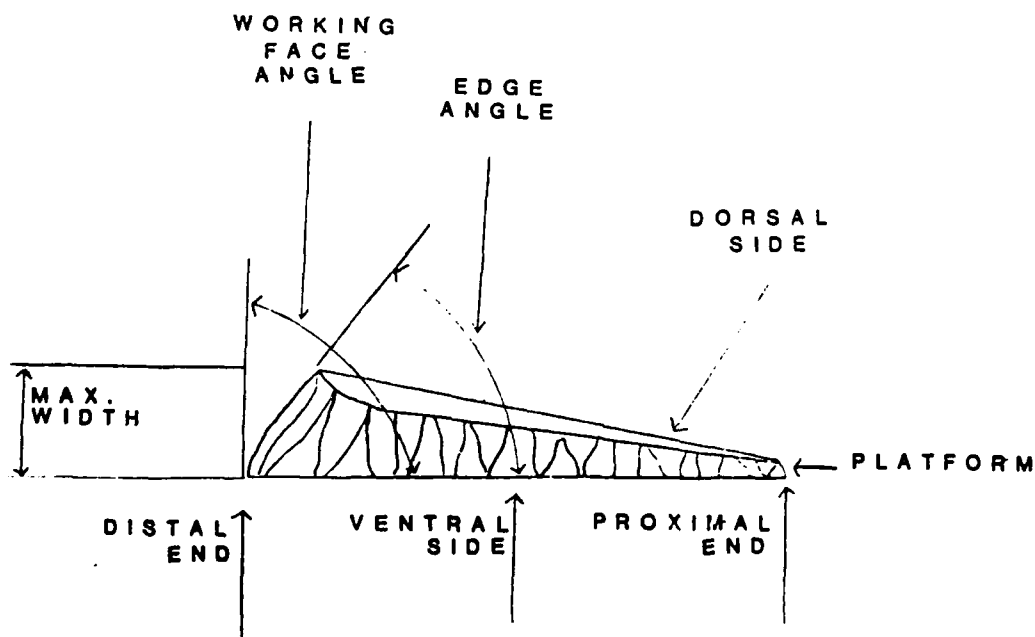 WORKING
FACE
ANGLE
EDGE
ANGLE
DORSAL
SIDE
MAX.
WIDTH
PLATFORM
DISTAL
END
VENTRAL
SIDE
PROXIMAL
END